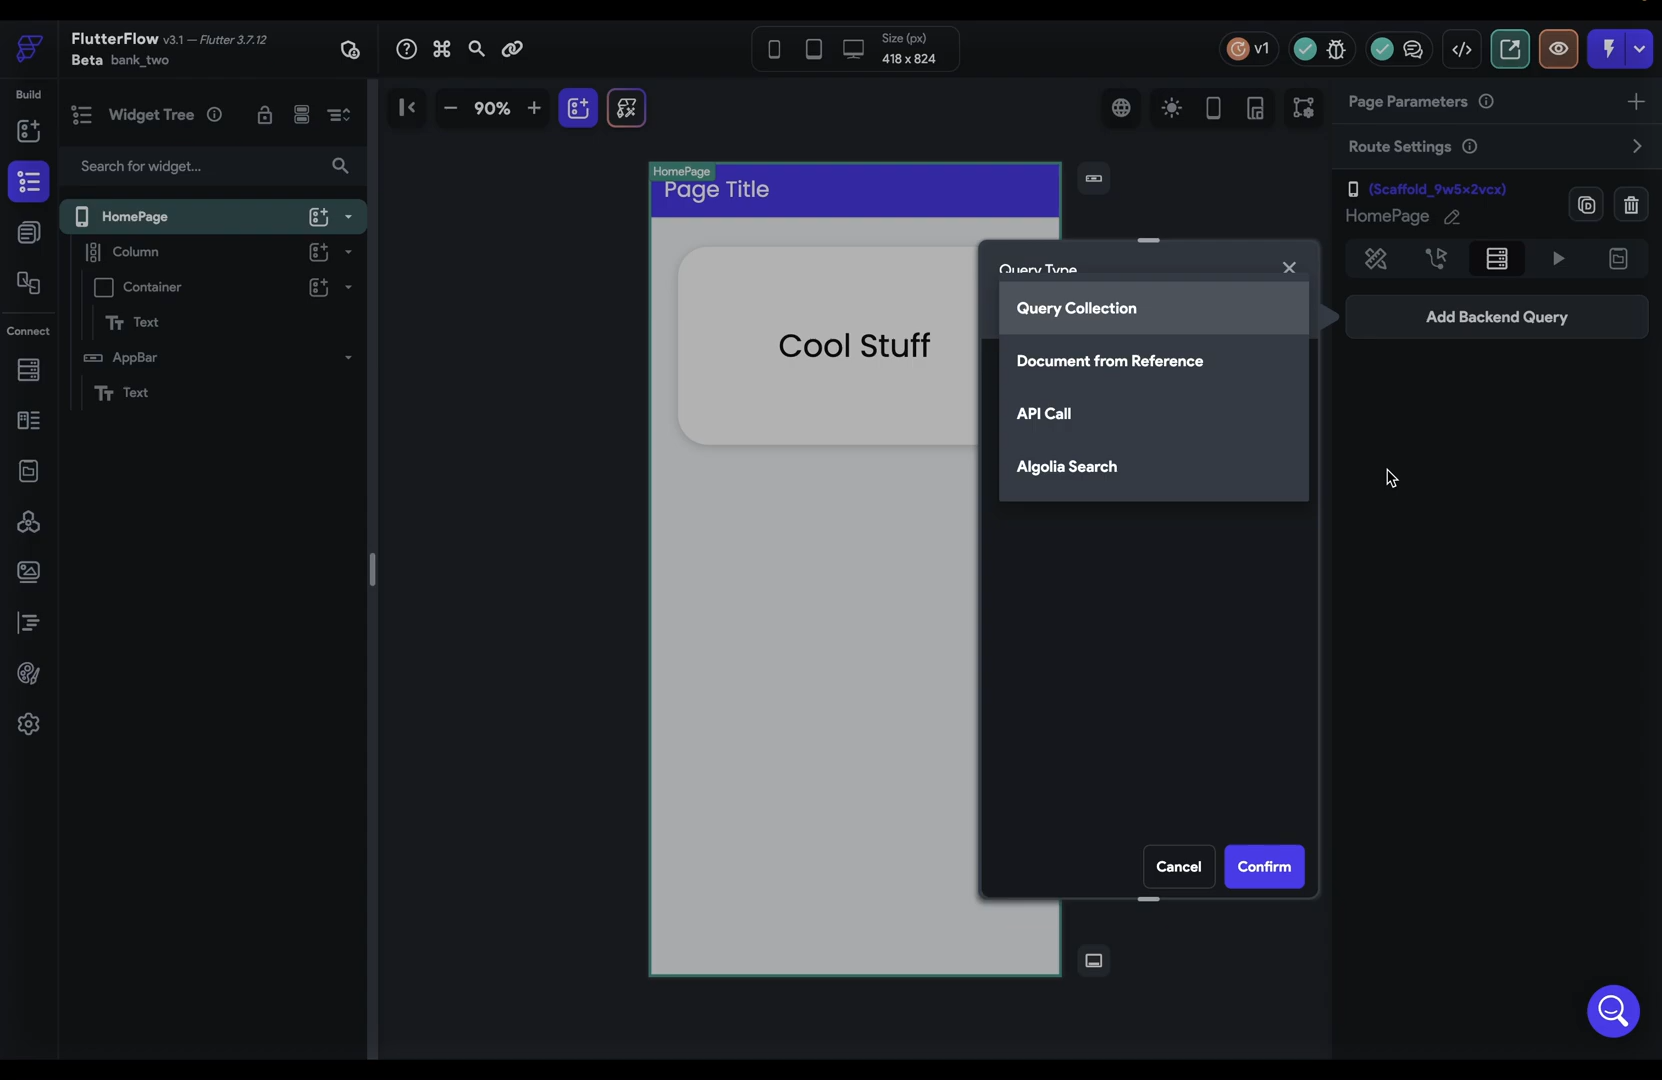 FlutterFlow v3.1 — Flutter 3.7.12
Beta bank_two
Size (px)
418 x 824
v1
Build
Widget Tree
90%
Page Parameters
Route Settings
Search for widget...
HomePage
Page Title
(Scaffold_9w5x2vcx)
HomePage
HomePage
Column
Container
Text
AppBar
Text
Connect
Cool Stuff
Query Type
Query Collection
Document from Reference
API Call
Algolia Search
Add Backend Query
Cancel
Confirm